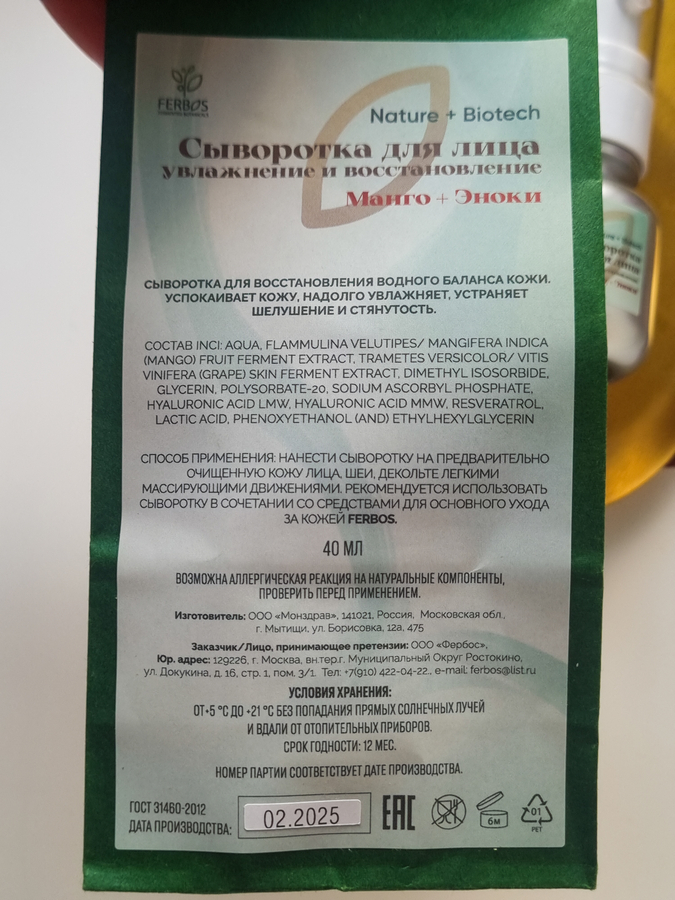 FERBOS
Nature + Biotech
Сыворотка для лица
увлажнение и восстановление
Манго + Эноки
СЫВОРОТКА ДЛЯ ВОССТАНОВЛЕНИЯ ВОДНОГО БАЛАНСА КОЖИ.
УСПОКАИВАЕТ КОЖУ, НАДОЛГО УВЛАЖНЯЕТ, УСТРАНЯЕТ
ШЕЛУШЕНИЕ И СТЯНУТОСТЬ.
СОСТАВ INCI: AQUA, FLAMMULINA VELUTIPES/ MANGIFERA INDICA
(MANGO) FRUIT FERMENT EXTRACT, TRAMETES VERSICOLOR/ VITIS
VINIFERA (GRAPE) SKIN FERMENT EXTRACT, DIMETHYL ISOSORBIDE,
GLYCERIN, POLYSORBATE-20, SODIUM ASCORBYL PHOSPHATE,
HYALURONIC ACID LMW, HYALURONIC ACID MMW, RESVERATROL,
LACTIC ACID, PHENOXYETHANOL (AND) ETHYLHEXYLGLYCERIN
СПОСОБ ПРИМЕНЕНИЯ: НАНЕСТИ СЫВОРОТКУ НА ПРЕДВАРИТЕЛЬНО
ОЧИЩЕННУЮ КОЖУ ЛИЦА, ШЕИ, ДЕКОЛЬТЕ ЛЕГКИМИ
МАССИРУЮЩИМИ ДВИЖЕНИЯМИ. РЕКОМЕНДУЕТСЯ ИСПОЛЬЗОВАТЬ
СЫВОРОТКУ В СОЧЕТАНИИ СО СРЕДСТВАМИ ДЛЯ ОСНОВНОГО УХОДА
ЗА КОЖЕЙ FERBOS.
40 МЛ
ВОЗМОЖНА АЛЛЕРГИЧЕСКАЯ РЕАКЦИЯ НА НАТУРАЛЬНЫЕ КОМПОНЕНТЫ,
ПРОВЕРИТЬ ПЕРЕД ПРИМЕНЕНИЕМ.
Изготовитель: ООО «Монздрав», 141021, Россия, Московская обл.,
г. Мытищи, ул. Борисовка, 12а, 475
Заказчик/Лицо, принимающее претензии: ООО «Фербос»,
Юр. адрес: 129226, г. Москва, вн.тер.г. Муниципальный Округ Ростокино,
ул. Докукина, д. 16, стр. 1, пом. 3/1. Тел: +7(910) 422-04-22., e-mail: ferbos@list.ru
УСЛОВИЯ ХРАНЕНИЯ:
ОТ+5 °С ДО +21 °С БЕЗ ПОПАДАНИЯ ПРЯМЫХ СОЛНЕЧНЫХ ЛУЧЕЙ
И ВДАЛИ ОТ ОТОПИТЕЛЬНЫХ ПРИБОРОВ.
СРОК ГОДНОСТИ: 12 МЕС.
НОМЕР ПАРТИИ СООТВЕТСТВУЕТ ДАТЕ ПРОИЗВОДСТВА.
ГОСТ 31460-2012
ДАТА ПРОИЗВОДСТВА:
02.2025
ЕАС
6м
01
PET